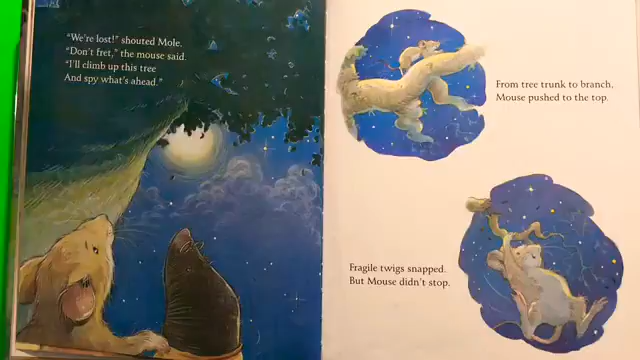 "We're lost!" shouted Mole.
"Don't fret," the mouse said.
"I'll climb up this tree
And spy what's ahead."
From tree trunk to branch,
Mouse pushed to the top.
Fragile twigs snapped.
But Mouse didn't stop.